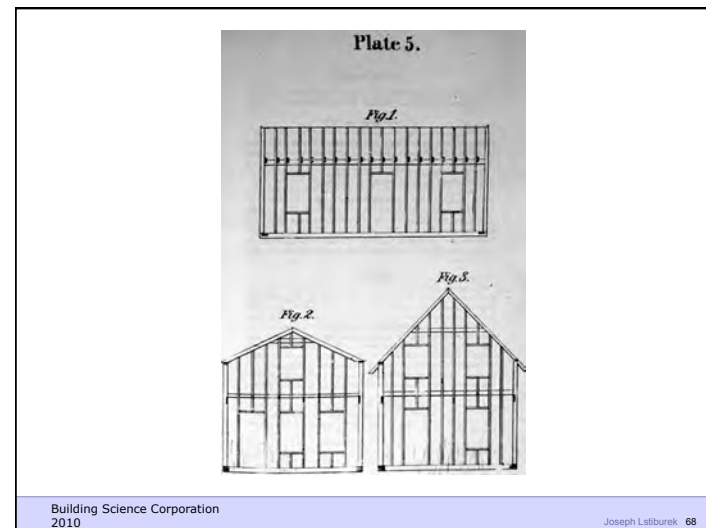 Plate 5.
Fig.1.
Fig.2.
Fig.3.
Building Science Corporation
2010
Joseph Lstiburek 68